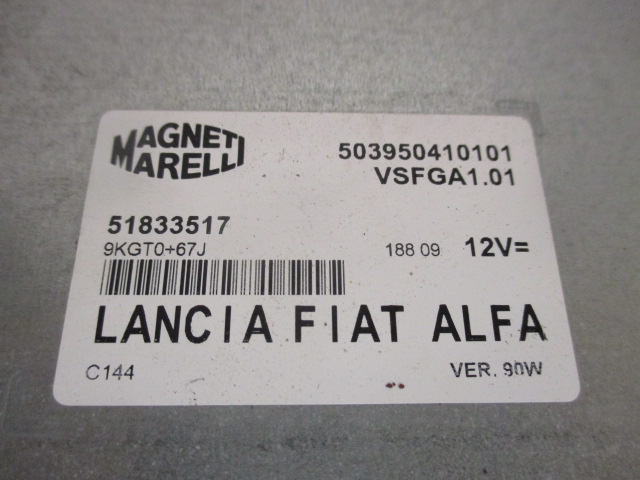 MAGNETI
MARELLI
503950410101
VSFGA1.01
51833517
9KGT0+67J
188 09 12V=
LANCIA FIAT ALFA
C144 VER. 90W